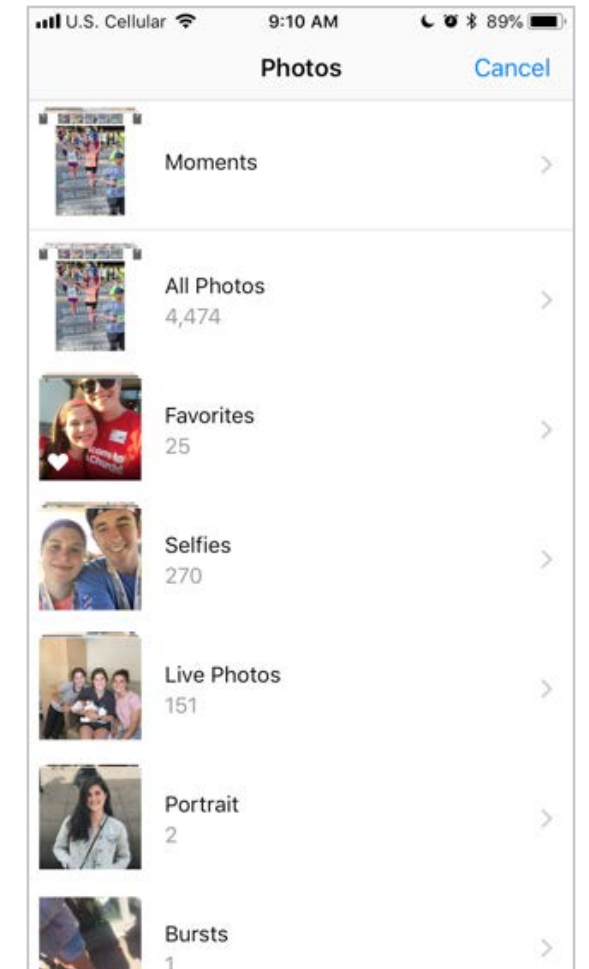 U.S. Cellular 9:10 AM 89%
Photos Cancel
Moments
All Photos
4,474
Favorites
25
Selfies
270
Live Photos
151
Portrait
2
Bursts
1